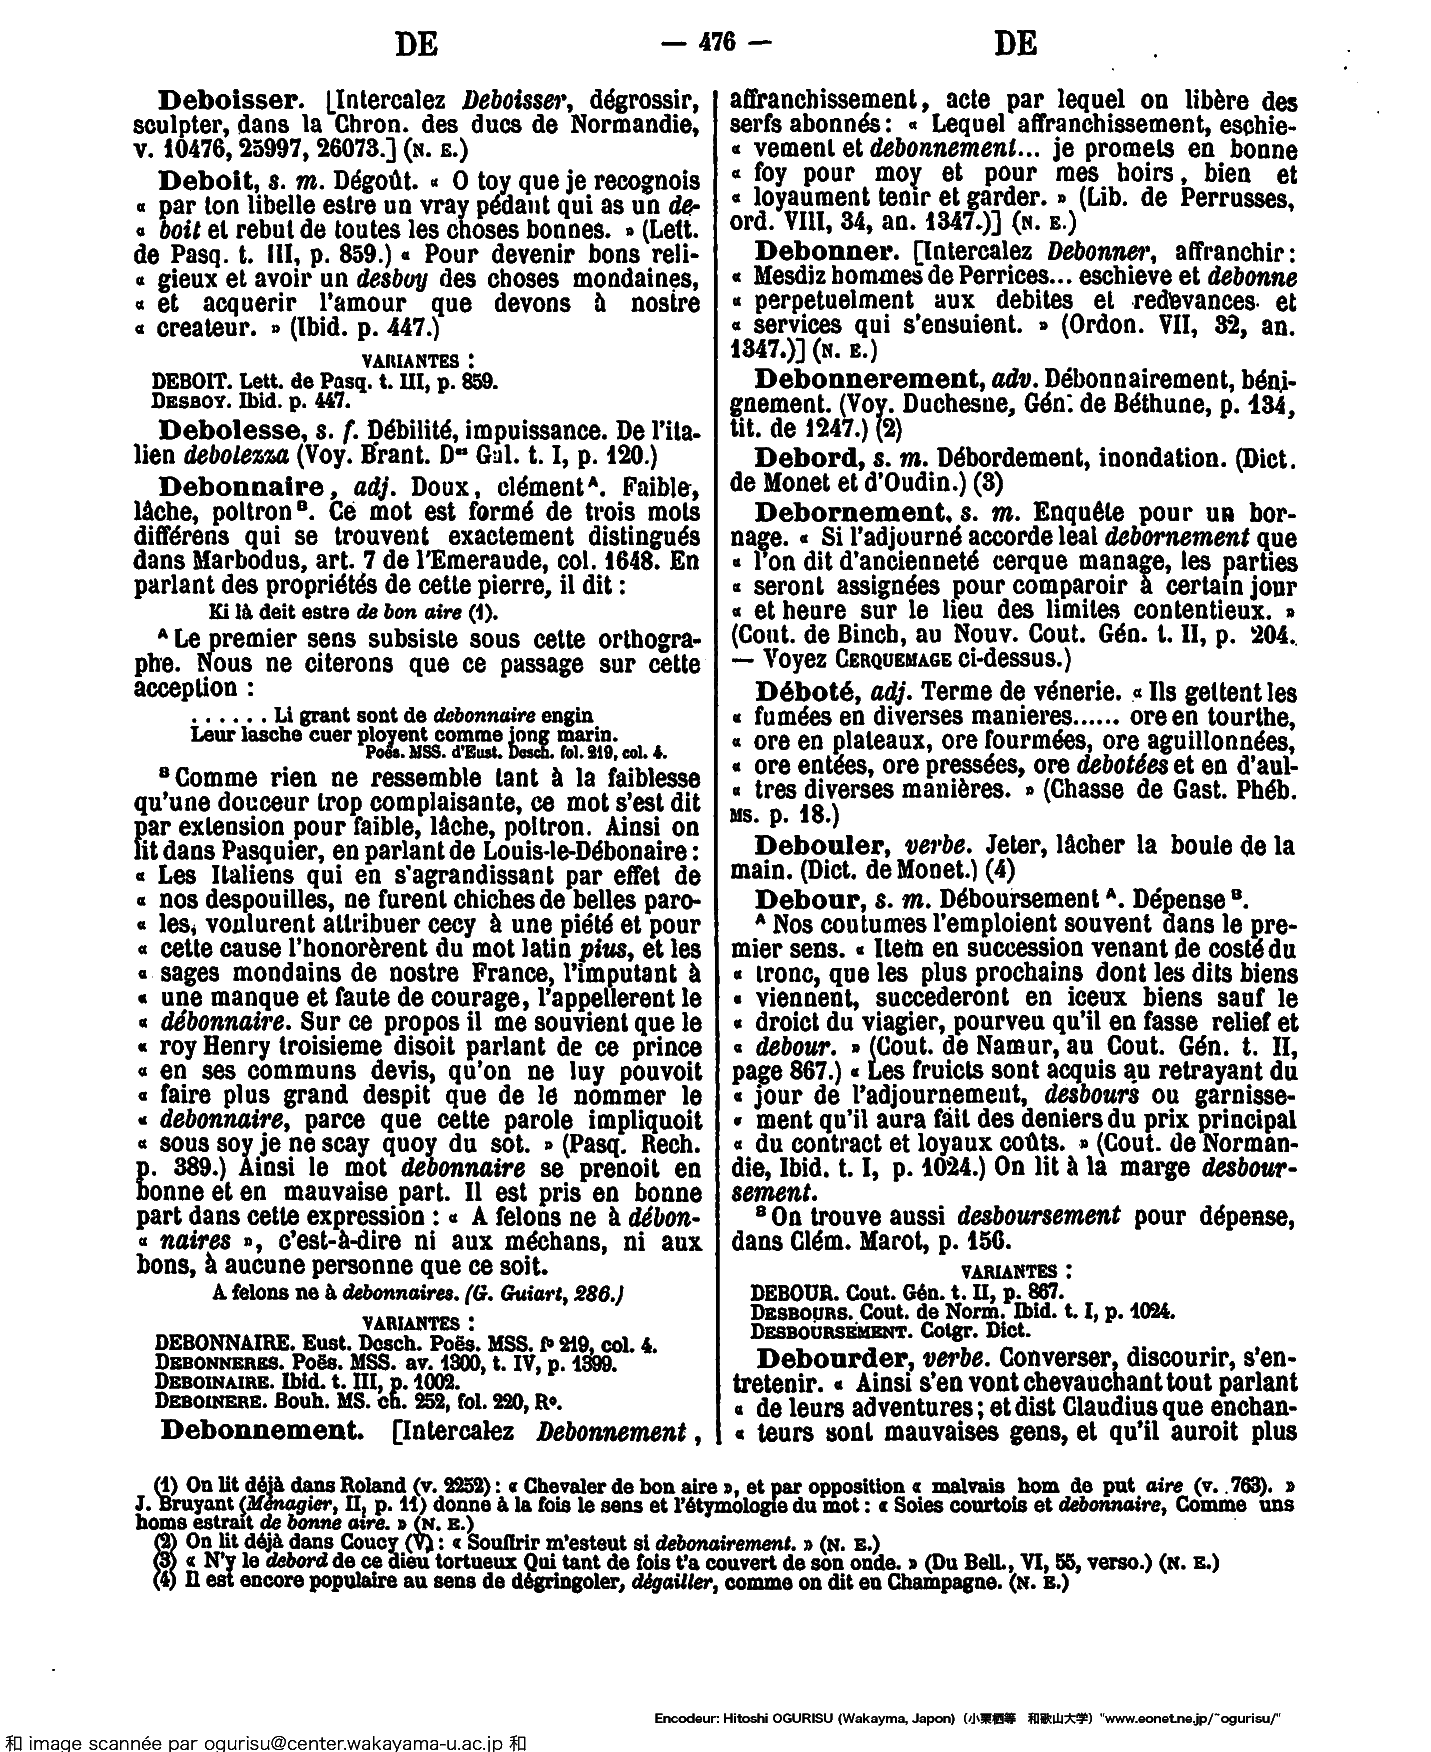 DE — 476 — DE
Deboisser. [Intercalez Deboisser, dégrossir,
sculpter, dans la Chron. des ducs de Normandie,
v. 10476, 25997, 26073.] (N. E.)
Deboit, s. m. Dégoût. « O toy que je recognois
« par ton libelle estre un vray pédant qui as un de-
« boit et rebut de toutes les choses bonnes. » (Lett.
de Pasq. t. III, p. 859.) « Pour devenir bons reli-
« gieux et avoir un desboy des choses mondaines,
« et acquerir l'amour que devons à nostre
« createur. » (Ibid. p. 447.)
VARIANTES :
DEBOIT. Lett. de Pasq. t. III, p. 859.
DESBOY. Ibid. p. 447.
Debolesse, s. f. Débilité, impuissance. De l'ita-
lien debolezza (Voy. Brant. Des Gal. t. I, p. 120.)
Debonnaire, adj. Doux, clément A. Faible,
lâche, poltron B. Ce mot est formé de trois mots
différens qui se trouvent exactement distingués
dans Marbodus, art. 7 de l'Emeraude, col. 1648. En
parlant des propriétés de cette pierre, il dit :
Ki là deit estre de bon aire (1).
A Le premier sens subsiste sous cette orthogra-
phe. Nous ne citerons que ce passage sur cette
acception :
. . . . . . Li grant sont de debonnaire engin
Leur lasche cuer ployent comme jong marin.
Poës. MSS. d'Eust. Desch. fol. 219, col. 4.
B Comme rien ne ressemble tant à la faiblesse
qu'une douceur trop complaisante, ce mot s'est dit
par extension pour faible, lâche, poltron. Ainsi on
lit dans Pasquier, en parlant de Louis-le-Débonaire :
« Les Italiens qui en s'agrandissant par effet de
« nos despouilles, ne furent chiches de belles paro-
« les, voulurent attribuer cecy à une piété et pour
« cette cause l'honorèrent du mot latin pius, et les
« sages mondains de nostre France, l'imputant à
« une manque et faute de courage, l'appellerent le
« débonnaire. Sur ce propos il me souvient que le
« roy Henry troisieme disoit parlant de ce prince
« en ses communs devis, qu'on ne luy pouvoit
« faire plus grand despit que de le nommer le
« debonnaire, parce que cette parole impliquoit
« sous soy je ne scay quoy du sot. » (Pasq. Rech.
p. 389.) Ainsi le mot debonnaire se prenoit en
bonne et en mauvaise part. Il est pris en bonne
part dans cette expression : « A felons ne à débon-
« naires », c'est-à-dire ni aux méchans, ni aux
bons, à aucune personne que ce soit.
A felons ne à debonnaires. (G. Guiart, 286.)
VARIANTES :
DEBONNAIRE. Eust. Desch. Poës. MSS. fo 219, col. 4.
DEBONNERES. Poës. MSS. av. 1300, t. IV, p. 1399.
DEBOINAIRE. Ibid. t. III, p. 1002.
DEBOINERE. Bouh. MS. ch. 252, fol. 220, Ro.
Debonnement. [Intercalez Debonnement,
affranchissement, acte par lequel on libère des
serfs abonnés : « Lequel affranchissement, eschie-
« vement et debonnement... je promets en bonne
« foy pour moy et pour mes hoirs, bien et
« loyaument tenir et garder. » (Lib. de Perrusses,
ord. VIII, 34, an. 1347.)] (N. E.)
Debonner. [Intercalez Debonner, affranchir :
« Mesdiz hommes de Perrices... eschieve et debonne
« perpetuelment aux debites et redevances et
« services qui s'ensuient. » (Ordon. VII, 32, an.
1347.)] (N. E.)
Debonnerement, adv. Débonnairement, béni-
gnement. (Voy. Duchesne, Gén. de Béthune, p. 134,
tit. de 1247.) (2)
Debord, s. m. Débordement, inondation. (Dict.
de Monet et d'Oudin.) (3)
Debornement, s. m. Enquête pour un bor-
nage. « Si l'adjourné accorde leal debornement que
« l'on dit d'ancienneté cerque manage, les parties
« seront assignées pour comparoir à certain jour
« et heure sur le lieu des limites contentieux. »
(Cout. de Binch, au Nouv. Cout. Gén. t. II, p. 204.
— Voyez CERQUEMAGE ci-dessus.)
Déboté, adj. Terme de vénerie. « Ils gettent les
« fumées en diverses manieres...... ore en tourthe,
« ore en plateaux, ore fourmées, ore aguillonnées,
« ore entées, ore pressées, ore debotées et en d'aul-
« tres diverses manières. » (Chasse de Gast. Phéb.
MS. p. 18.)
Debouler, verbe. Jeter, lâcher la boule de la
main. (Dict. de Monet.) (4)
Debour, s. m. Déboursement A. Dépense B.
A Nos coutumes l'emploient souvent dans le pre-
mier sens. « Item en succession venant de costé du
« tronc, que les plus prochains dont les dits biens
« viennent, succederont en iceux biens sauf le
« droict du viagier, pourveu qu'il en fasse relief et
« debour. » (Cout. de Namur, au Cout. Gén. t. II,
page 867.) « Les fruicts sont acquis au retrayant du
« jour de l'adjournement, desbours ou garnisse-
« ment qu'il aura fait des deniers du prix principal
« du contract et loyaux coûts. » (Cout. de Norman-
die, Ibid. t. I, p. 1024.) On lit à la marge desbour-
sement.
B On trouve aussi desboursement pour dépense,
dans Clém. Marot, p. 156.
VARIANTES :
DEBOUR. Cout. Gén. t. II, p. 867.
DESBOURS. Cout. de Norm. Ibid. t. I, p. 1024.
DESBOURSEMENT. Cotgr. Dict.
Debourder, verbe. Converser, discourir, s'en-
tretenir. « Ainsi s'en vont chevauchant tout parlant
« de leurs adventures ; et dist Claudius que enchan-
« teurs sont mauvaises gens, et qu'il auroit plus
(1) On lit déjà dans Roland (v. 2252) : « Chevaler de bon aire », et par opposition « malvais hom de put aire (v. 763). »
J. Bruyant (Ménagier, II, p. 11) donne à la fois le sens et l'étymologie du mot : « Soies courtois et debonnaire, Comme uns
homs estrait de bonne aire. » (N. E.)
(2) On lit déjà dans Coucy (V) : « Souffrir m'esteut si debonairement. » (N. E.)
(3) « N'y le debord de ce dieu tortueux Qui tant de fois t'a couvert de son onde. » (Du Bell., VI, 55, verso.) (N. E.)
(4) Il est encore populaire au sens de dégringoler, dégailler, comme on dit en Champagne. (N. E.)
Encodeur: Hitoshi OGURISU (Wakayma, Japon) (小栗栖等 和歌山大学) "www.eonet.ne.jp/~ogurisu/"
和 image scannée par ogurisu@center.wakayama-u.ac.jp 和